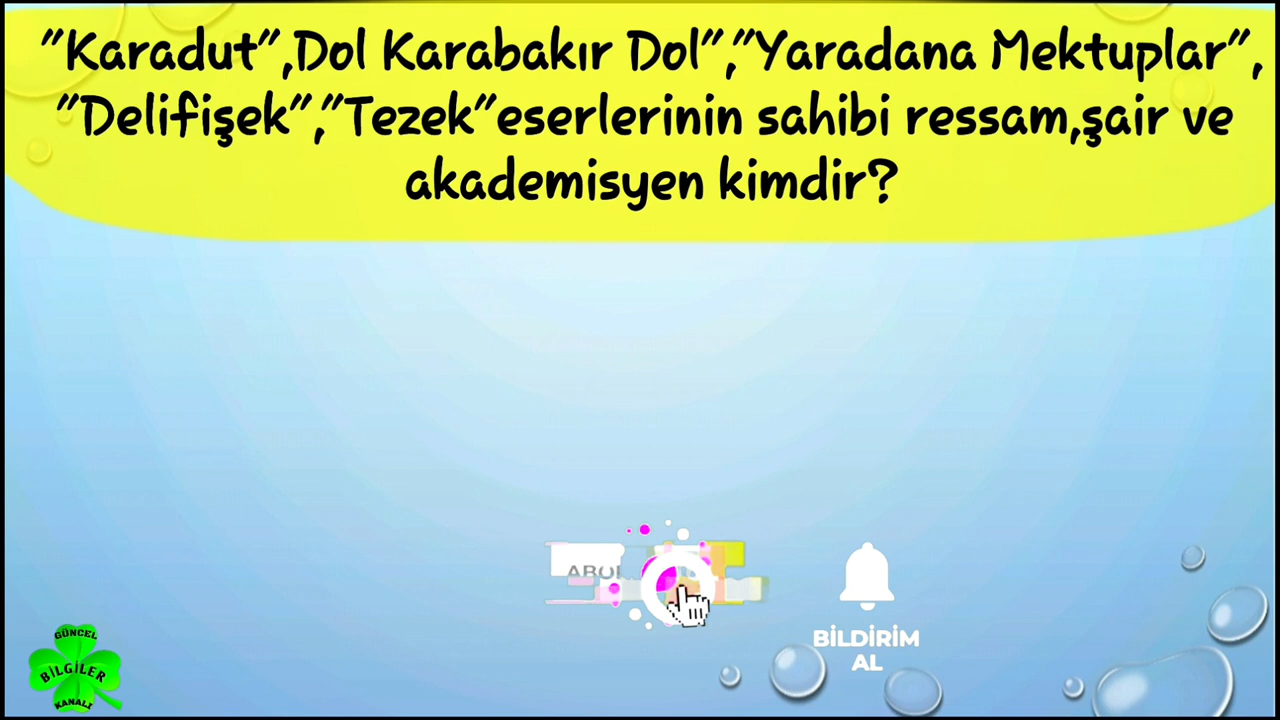 "Karadut",Dol Karabakır Dol","Yaradana Mektuplar",
"Delifişek","Tezek"eserlerinin sahibi ressam,şair ve
akademisyen kimdir?
BİLDİRİM
AL
GÜNCEL
BİLGİLER
KANALI